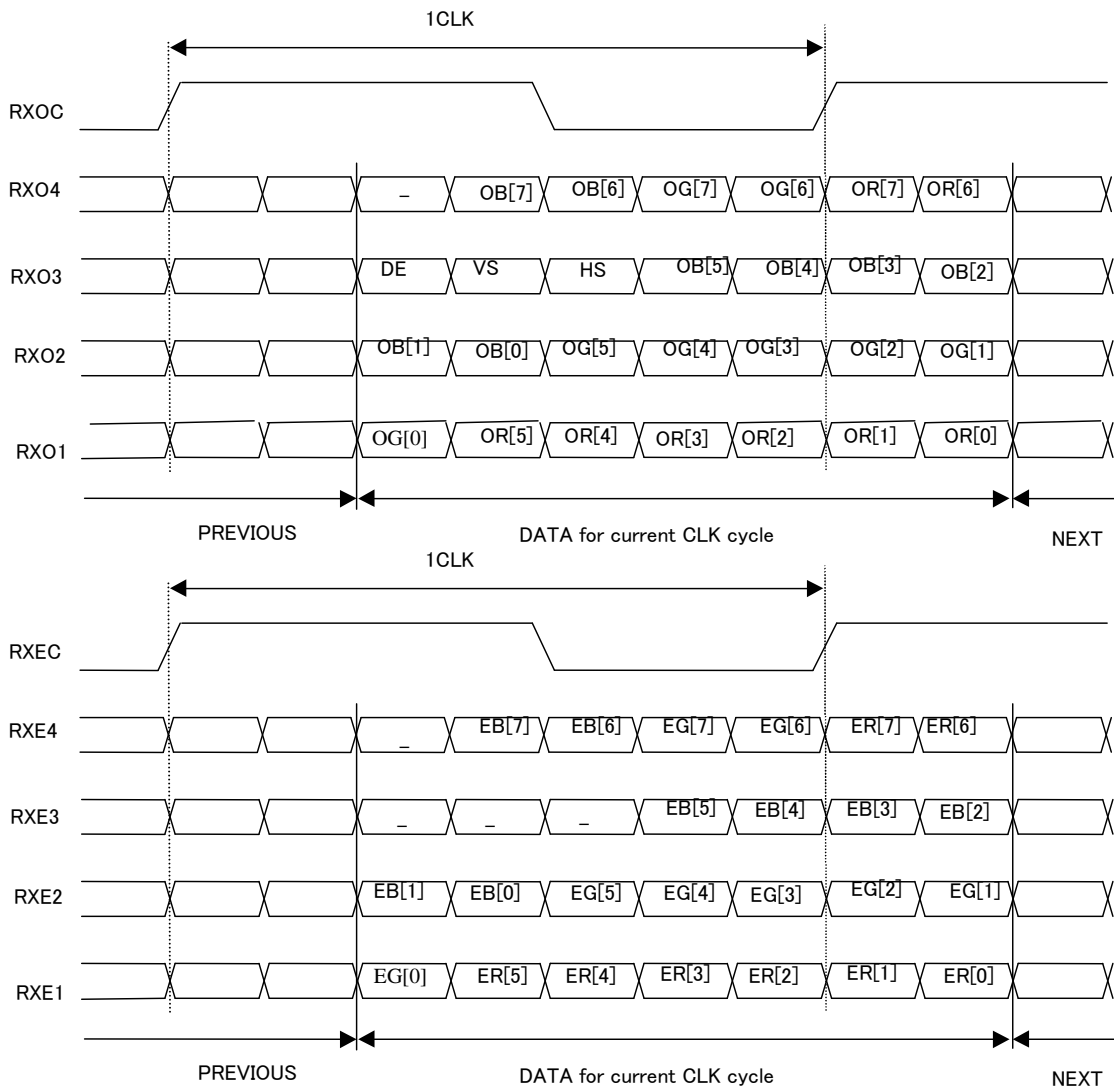 1CLK
RXOC
RXO4 _ OB[7] OB[6] OG[7] OG[6] OR[7] OR[6]
RXO3 DE VS HS OB[5] OB[4] OB[3] OB[2]
RXO2 OB[1] OB[0] OG[5] OG[4] OG[3] OG[2] OG[1]
RXO1 OG[0] OR[5] OR[4] OR[3] OR[2] OR[1] OR[0]
PREVIOUS DATA for current CLK cycle NEXT
1CLK
RXEC
RXE4 _ EB[7] EB[6] EG[7] EG[6] ER[7] ER[6]
RXE3 _ _ _ EB[5] EB[4] EB[3] EB[2]
RXE2 EB[1] EB[0] EG[5] EG[4] EG[3] EG[2] EG[1]
RXE1 EG[0] ER[5] ER[4] ER[3] ER[2] ER[1] ER[0]
PREVIOUS DATA for current CLK cycle NEXT